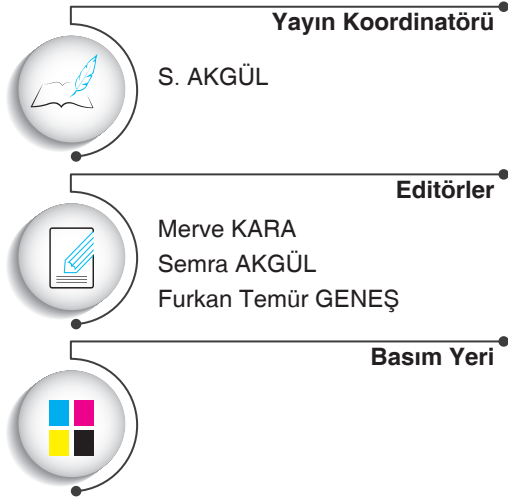 Yayın Koordinatörü
S. AKGÜL
Editörler
Merve KARA
Semra AKGÜL
Furkan Temür GENEŞ
Basım Yeri